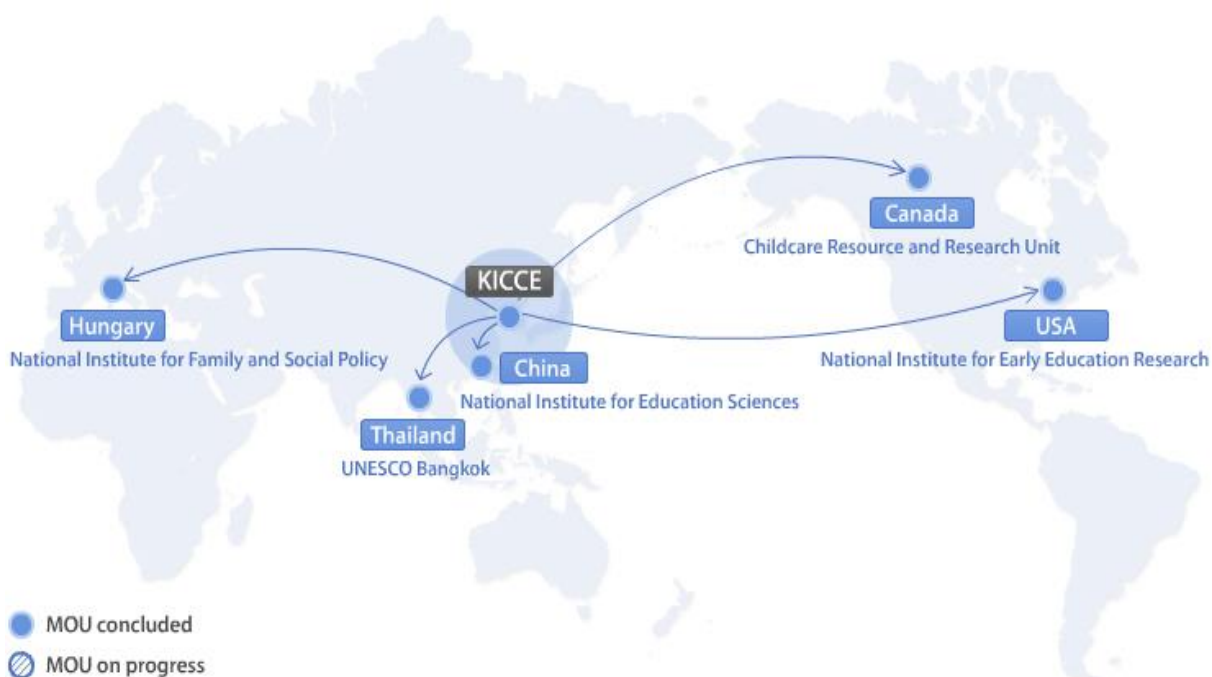 Canada
Childcare Resource and Research Unit
KICCE
Hungary
National Institute for Family and Social Policy
USA
National Institute for Early Education Research
China
National Institute for Education Sciences
Thailand
UNESCO Bangkok
MOU concluded
MOU on progress